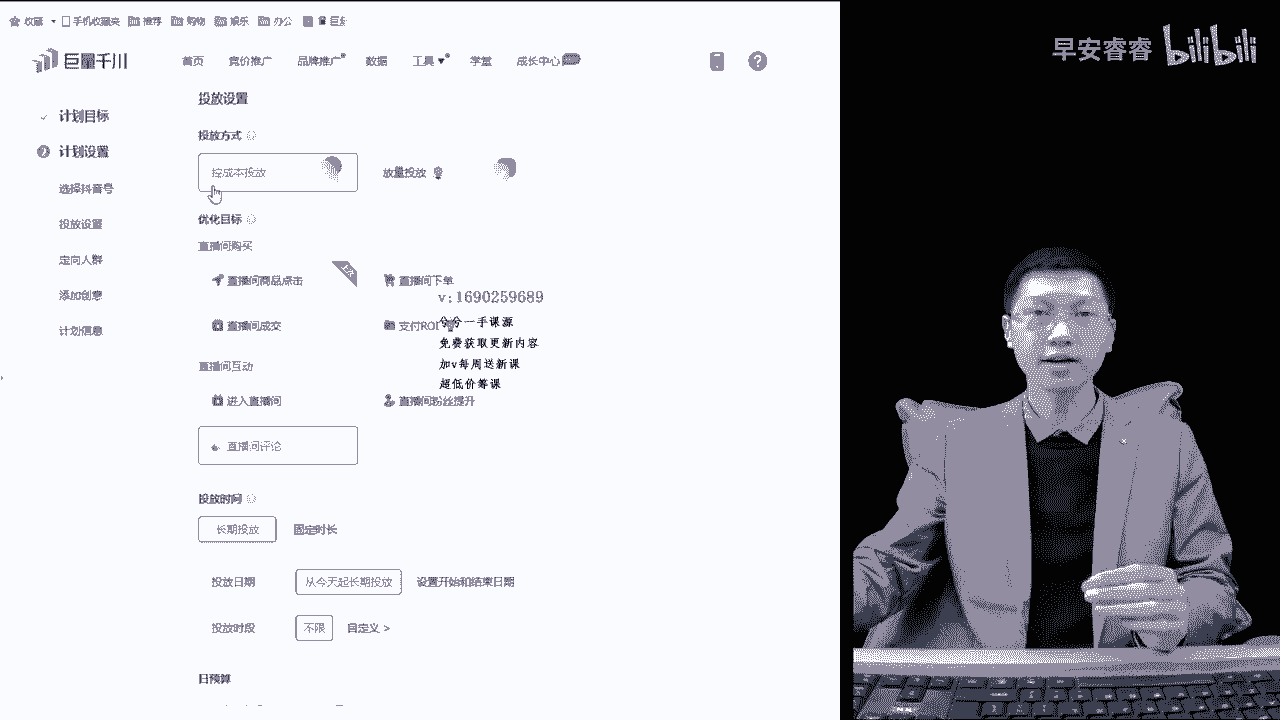 收藏 手机收藏夹 推荐 购物 娱乐 办公
早安睿睿 bilibili
巨量千川 首页 竞价推广 品牌推广 数据 工具 学堂 成长中心
投放设置
计划目标
投放方式
计划设置
按成本投放 放量投放
选择抖音号
优化目标
投放设置
直播间购买
定向人群
直播间商品点击 直播间下单
添加创意
v:1690259689
直播间成交 支付ROI
分分一手课源
计划信息
免费获取更新内容
直播间互动
加v每周送新课
超低价筹课
进入直播间 直播间粉丝提升
直播间评论
投放时间
长期投放 固定时长
投放日期 从今天起长期投放 设置开始和结束日期
投放时段 不限 自定义 >
日预算